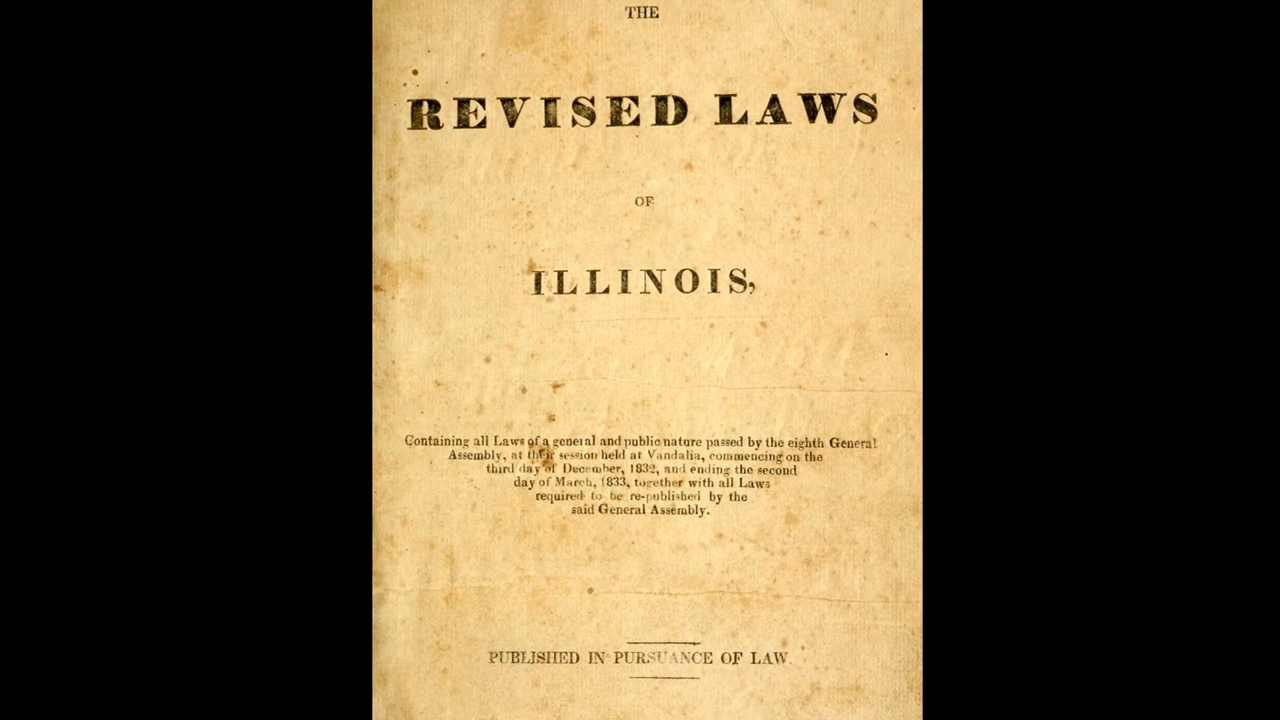 THE
REVISED LAWS
OF
ILLINOIS,
Containing all Laws of a general and public nature passed by the eighth General
Assembly, at their session held at Vandalia, commencing on the
third day of December, 1832, and ending the second
day of March, 1833, together with all Laws
required to be re-published by the
said General Assembly.
PUBLISHED IN PURSUANCE OF LAW.